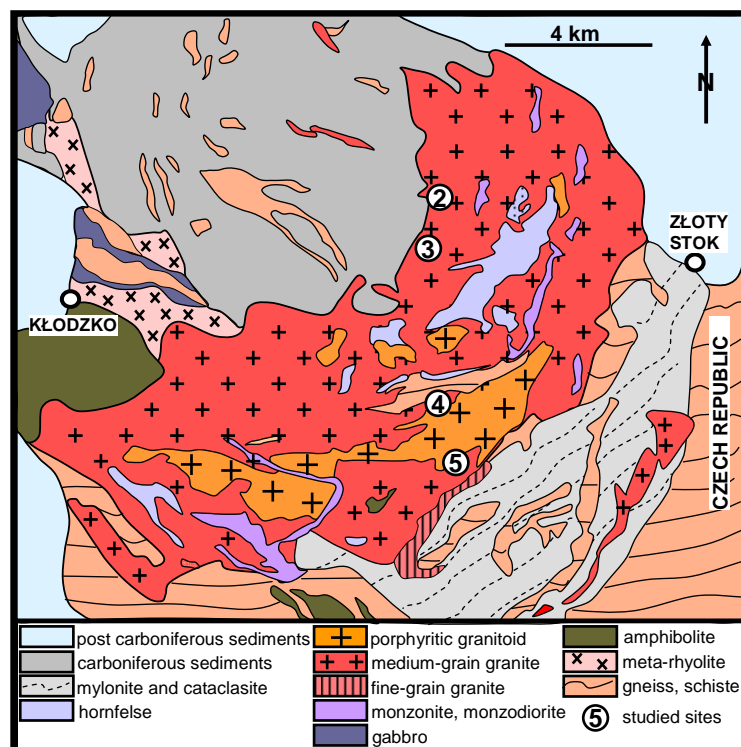 4 km
N
2
3
ZŁOTY
STOK
KŁODZKO
4
5
CZECH REPUBLIC
post carboniferous sediments
carboniferous sediments
mylonite and cataclasite
hornfelse
porphyritic granitoid
medium-grain granite
fine-grain granite
monzonite, monzodiorite
gabbro
amphibolite
meta-rhyolite
gneiss, schiste
5 studied sites